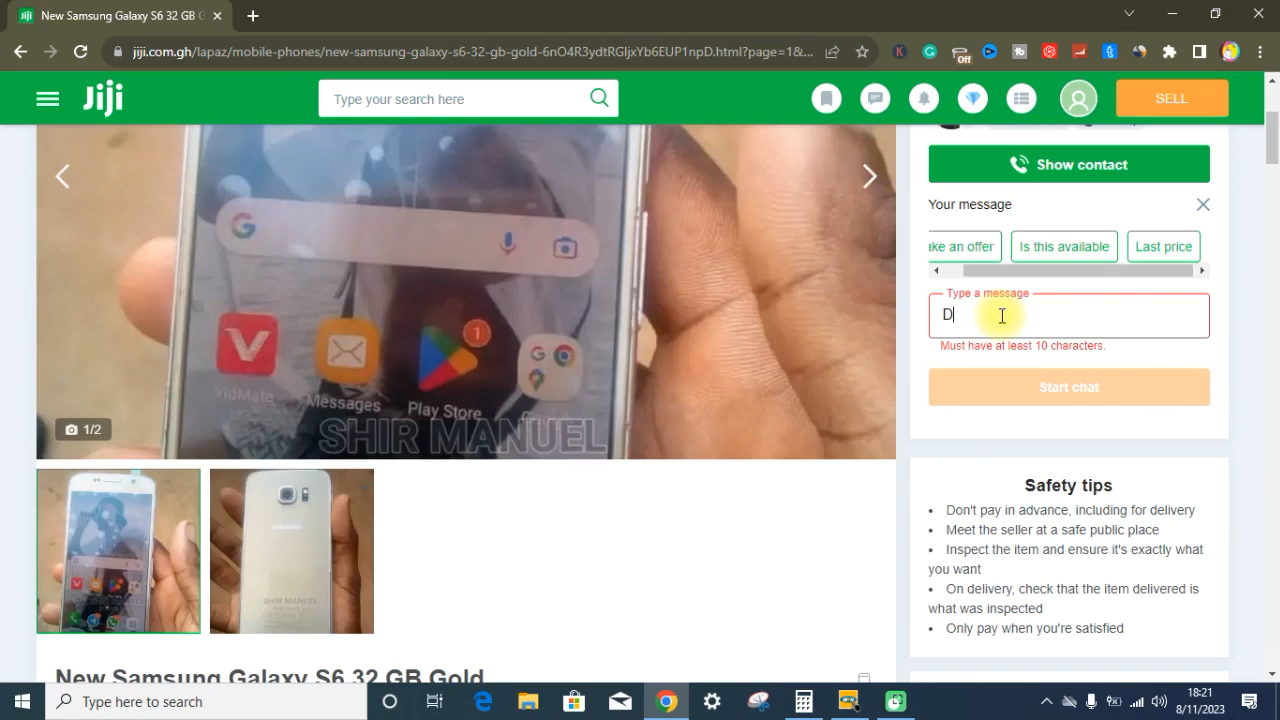 New Samsung Galaxy S6 32 GB G
jiji.com.gh/lapaz/mobile-phones/new-samsung-galaxy-s6-32-gb-gold-6nO4R3ydtRGljxYb6EUP1npD.html?page=1&...
Off
Jiji
Type your search here
SELL
Show contact
Your message
ake an offer
Is this available
Last price
Type a message
D
Must have at least 10 characters.
Start chat
G
1
VidMate
Messages
Play Store
SHIR MANUEL
1/2
SAMSUNG
SHIR MANUEL
Safety tips
• Don't pay in advance, including for delivery
• Meet the seller at a safe public place
• Inspect the item and ensure it's exactly what
you want
• On delivery, check that the item delivered is
what was inspected
• Only pay when you're satisfied
New Samsung Galaxy S6 32 GB Gold
Type here to search
18:21
8/11/2023